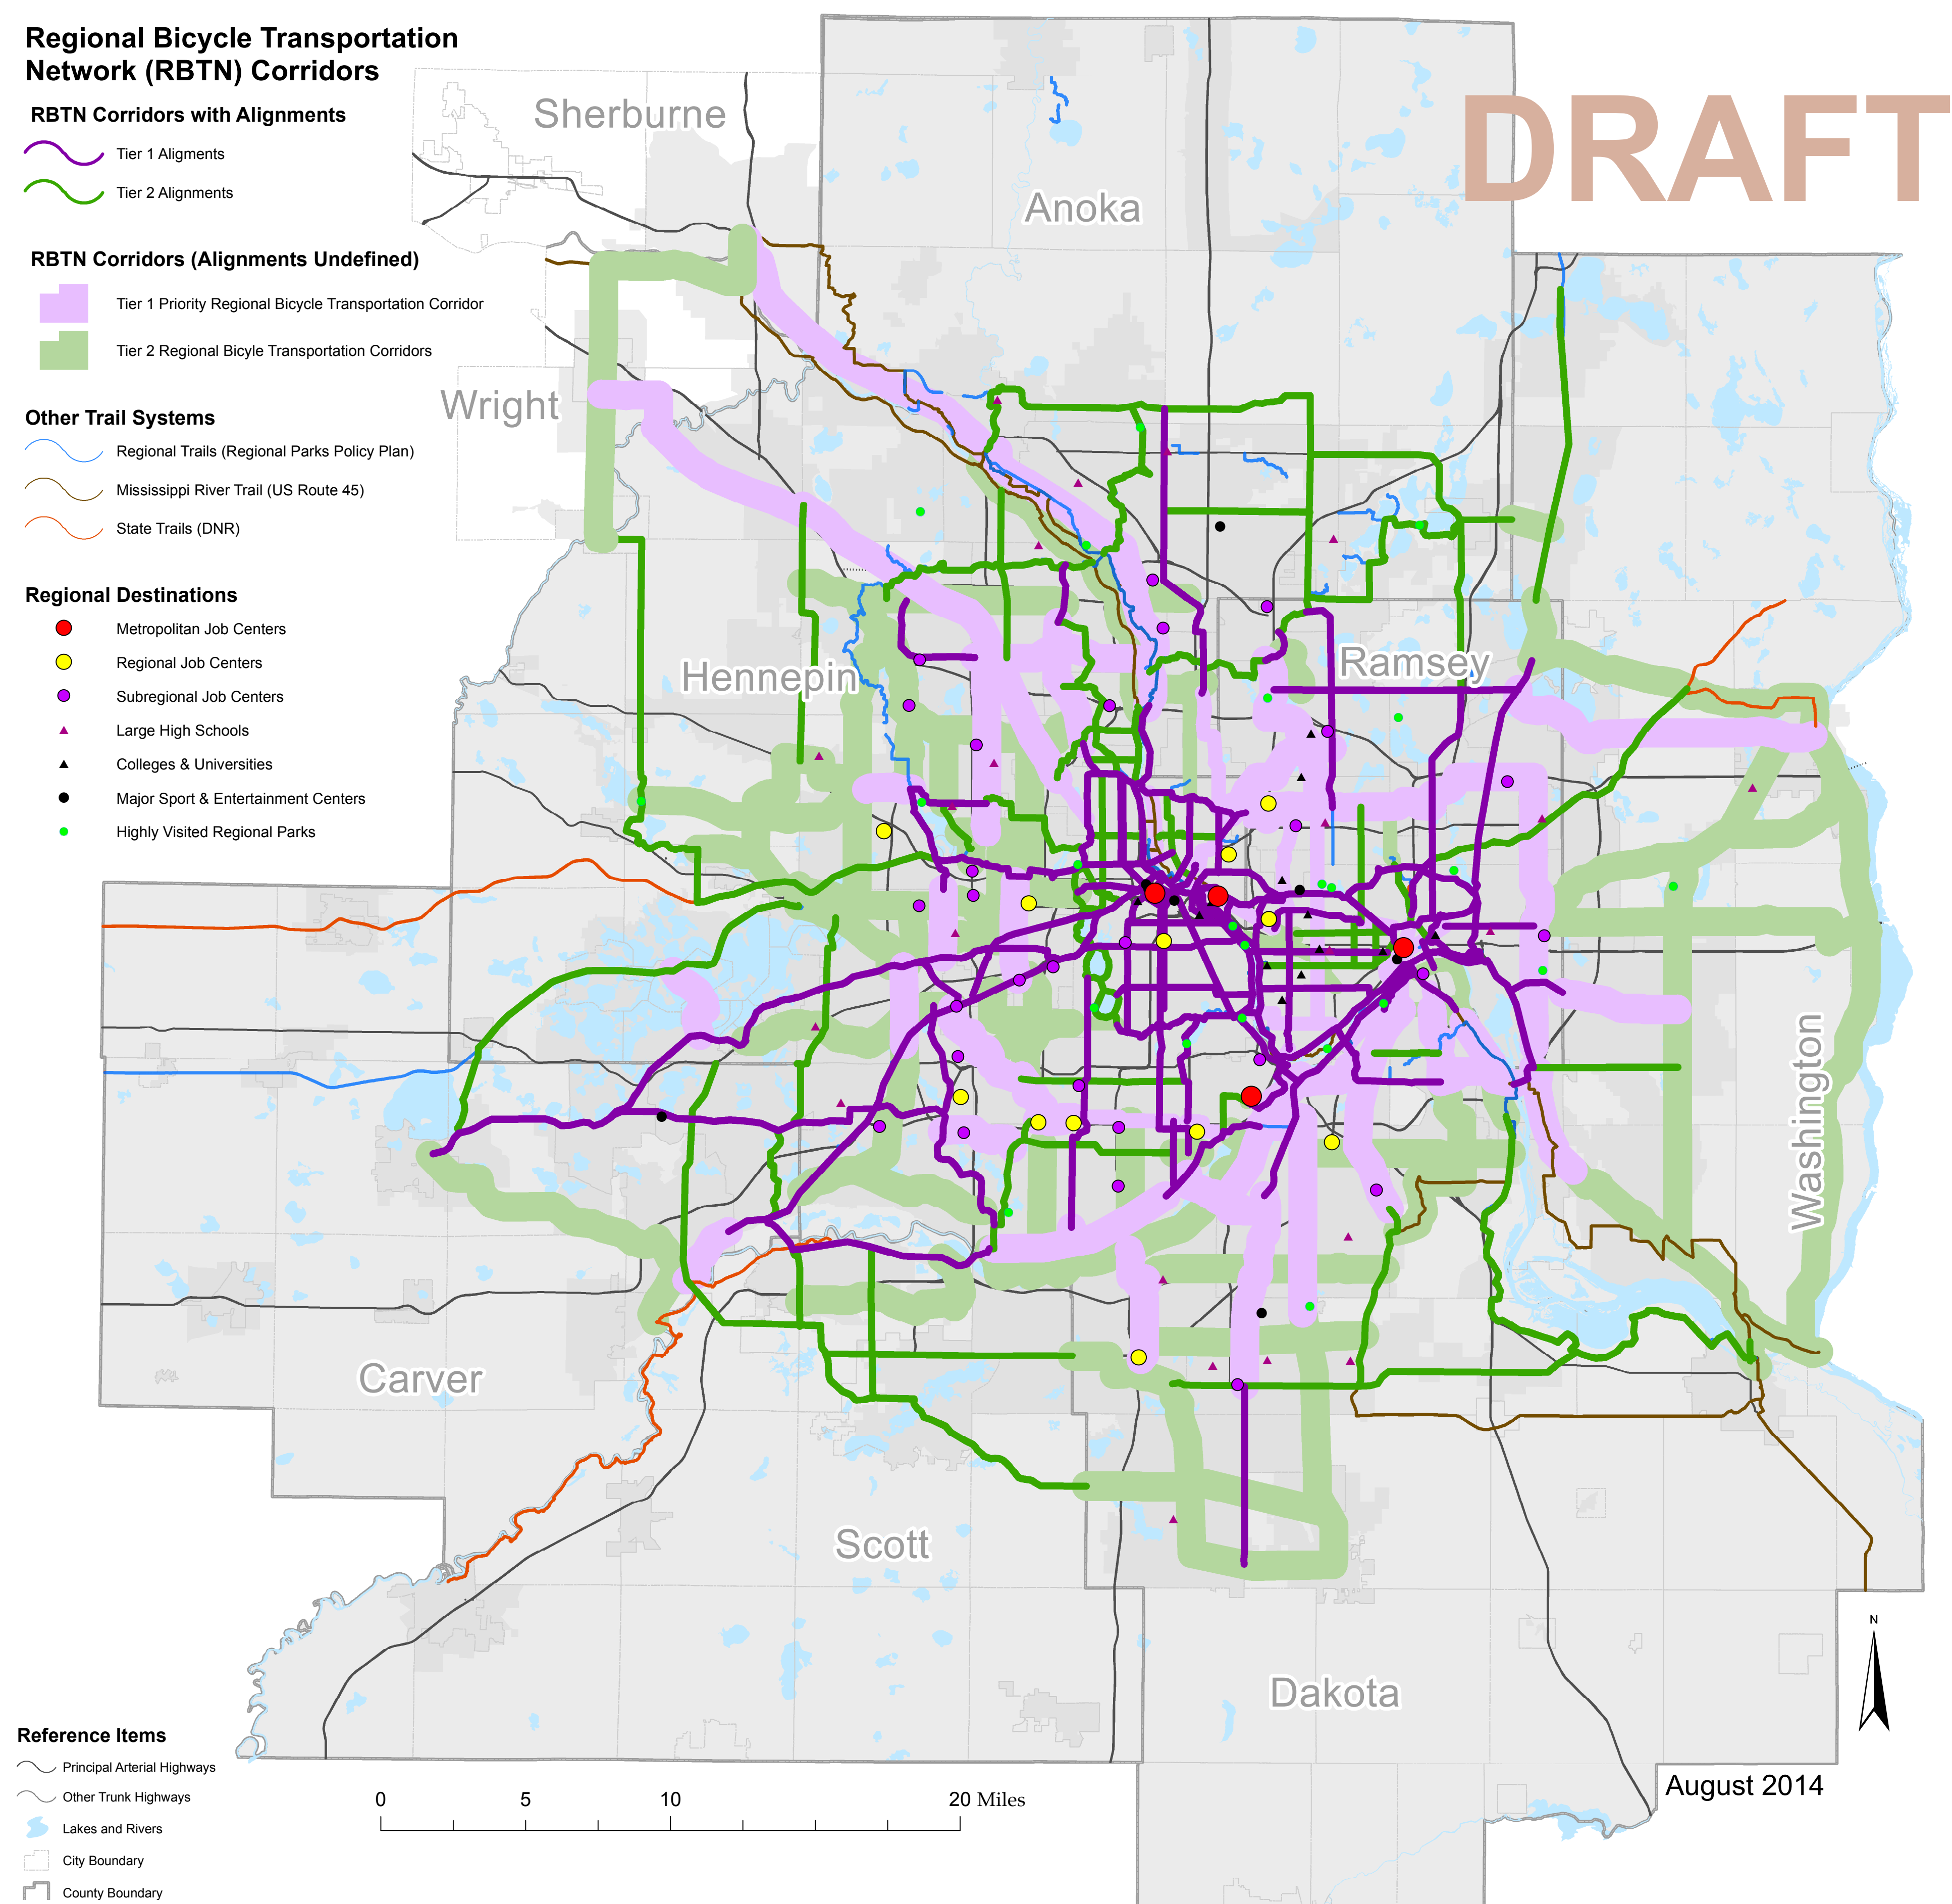 Regional Bicycle Transportation
Network (RBTN) Corridors
RBTN Corridors with Alignments
Tier 1 Aligments
Tier 2 Alignments
RBTN Corridors (Alignments Undefined)
Tier 1 Priority Regional Bicycle Transportation Corridor
Tier 2 Regional Bicyle Transportation Corridors
Other Trail Systems
Regional Trails (Regional Parks Policy Plan)
Mississippi River Trail (US Route 45)
State Trails (DNR)
Regional Destinations
Metropolitan Job Centers
Regional Job Centers
Subregional Job Centers
Large High Schools
Colleges & Universities
Major Sport & Entertainment Centers
Highly Visited Regional Parks
DRAFT
Sherburne
Anoka
Wright
Hennepin
Ramsey
Washington
Carver
Scott
Dakota
N
August 2014
Reference Items
Principal Arterial Highways
Other Trunk Highways
Lakes and Rivers
City Boundary
County Boundary
0 5 10 20 Miles